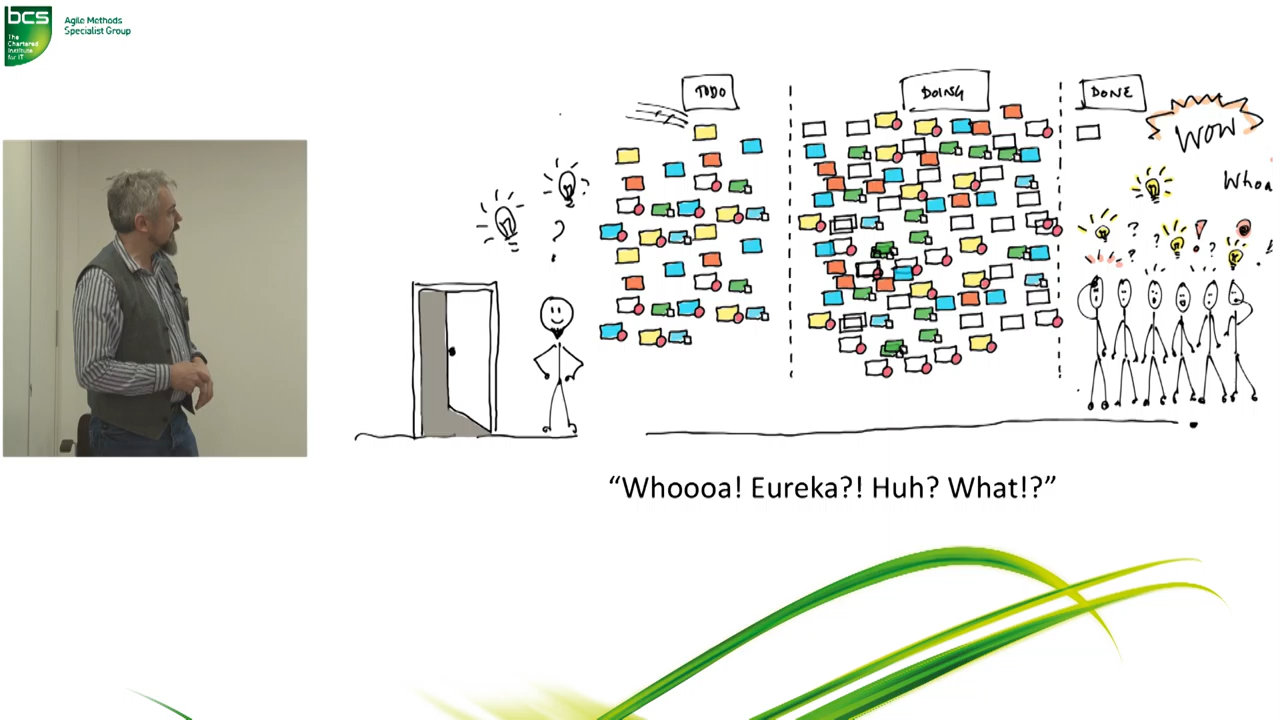 bcs
The
Chartered
Institute
for IT
Agile Methods
Specialist Group
TODO
DOING
DONE
WOW
Whoa
?
?
?
?
!
?
?
“Whoooa! Eureka?! Huh? What!?”